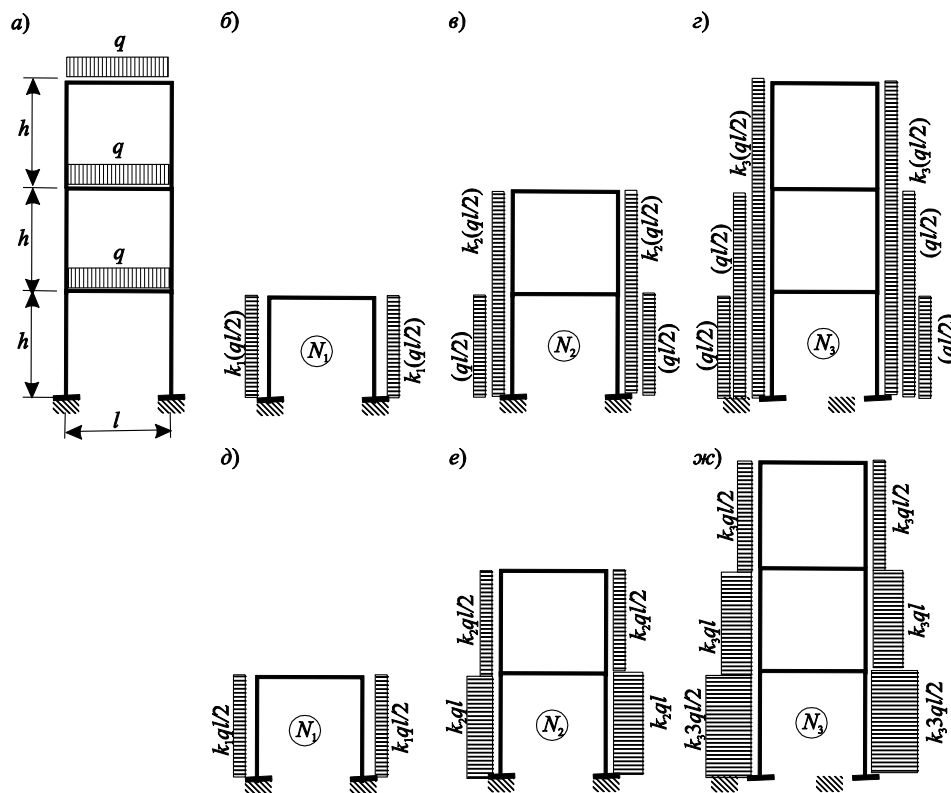 а)
q
h
q
h
q
h
l
б)
k₁(ql/2)
N₁
k₁(ql/2)
в)
k₂(ql/2)
k₂(ql/2)
(ql/2)
N₂
(ql/2)
г)
k₃(ql/2)
k₃(ql/2)
(ql/2)
(ql/2)
(ql/2)
N₃
(ql/2)
д)
k₁ql/2
N₁
k₁ql/2
е)
k₂ql/2
k₂ql/2
k₂ql
N₂
k₂ql
ж)
k₃ql/2
k₃ql/2
k₃ql
k₃ql
k₃3ql/2
N₃
k₃3ql/2